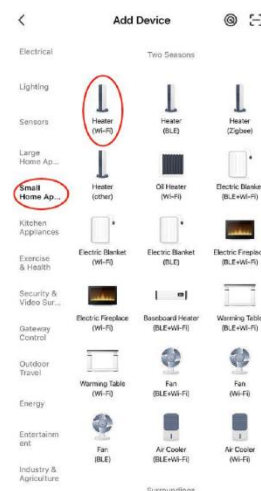 Add Device
Electrical
Lighting
Sensors
Large
Home Ap...
Small
Home Ap...
Kitchen
Appliances
Exercise
& Health
Security &
Video Sur...
Gateway
Control
Outdoor
Travel
Energy
Entertainm
ent
Industry &
Agriculture
Two Seasons
Heater
(Wi-Fi)
Heater
(BLE)
Heater
(Zigbee)
Heater
(other)
Oil Heater
(Wi-Fi)
Electric Blanke
(BLE+Wi-Fi)
Electric Blanket
(Wi-Fi)
Electric Blanket
(BLE)
Electric Fireplac
(BLE+Wi-Fi)
Electric Fireplace
(Wi-Fi)
Baseboard Heater
(BLE+Wi-Fi)
Warming Table
(BLE+Wi-Fi)
Warming Table
(Wi-Fi)
Fan
(BLE+Wi-Fi)
Fan
(Wi-Fi)
Fan
(BLE)
Air Cooler
(BLE+Wi-Fi)
Air Cooler
(Wi-Fi)
Surroundings